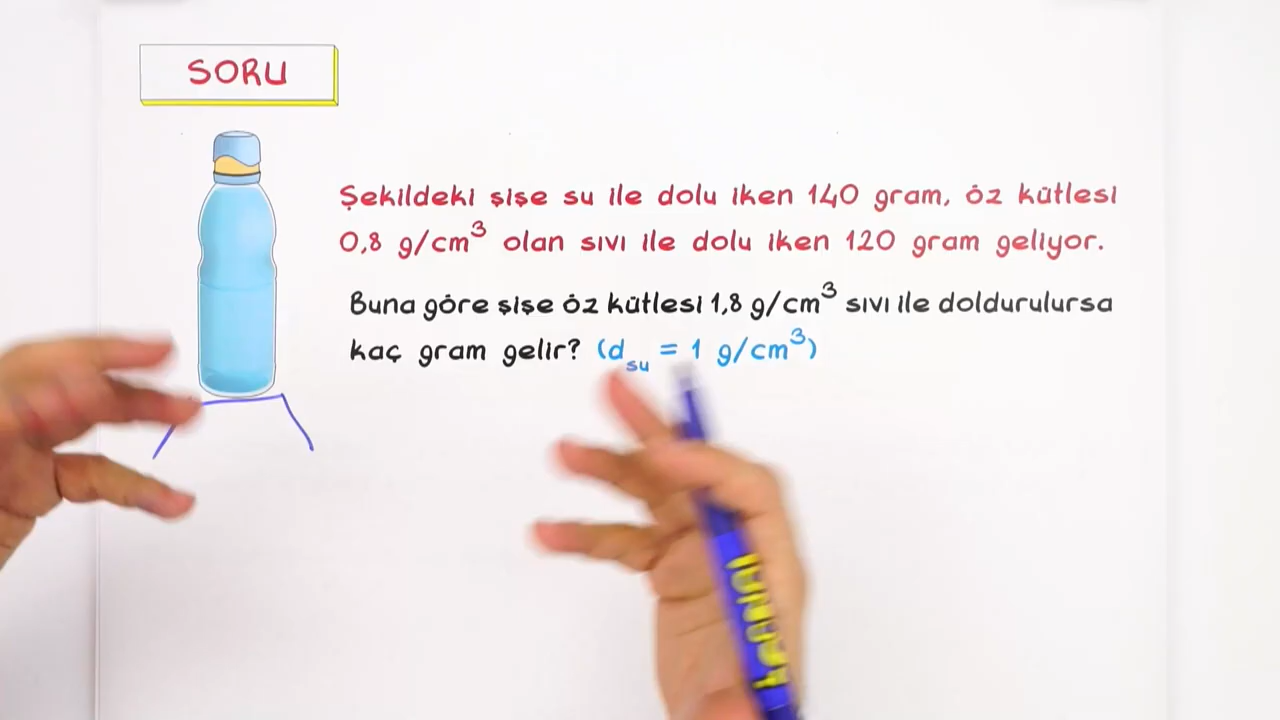 SORU
Şekildeki şişe su ile dolu iken 140 gram, öz kütlesi
0,8 g/cm³ olan sıvı ile dolu iken 120 gram geliyor.
Buna göre şişe öz kütlesi 1,8 g/cm³ sıvı ile doldurulursa
kaç gram gelir? (d su = 1 g/cm³)